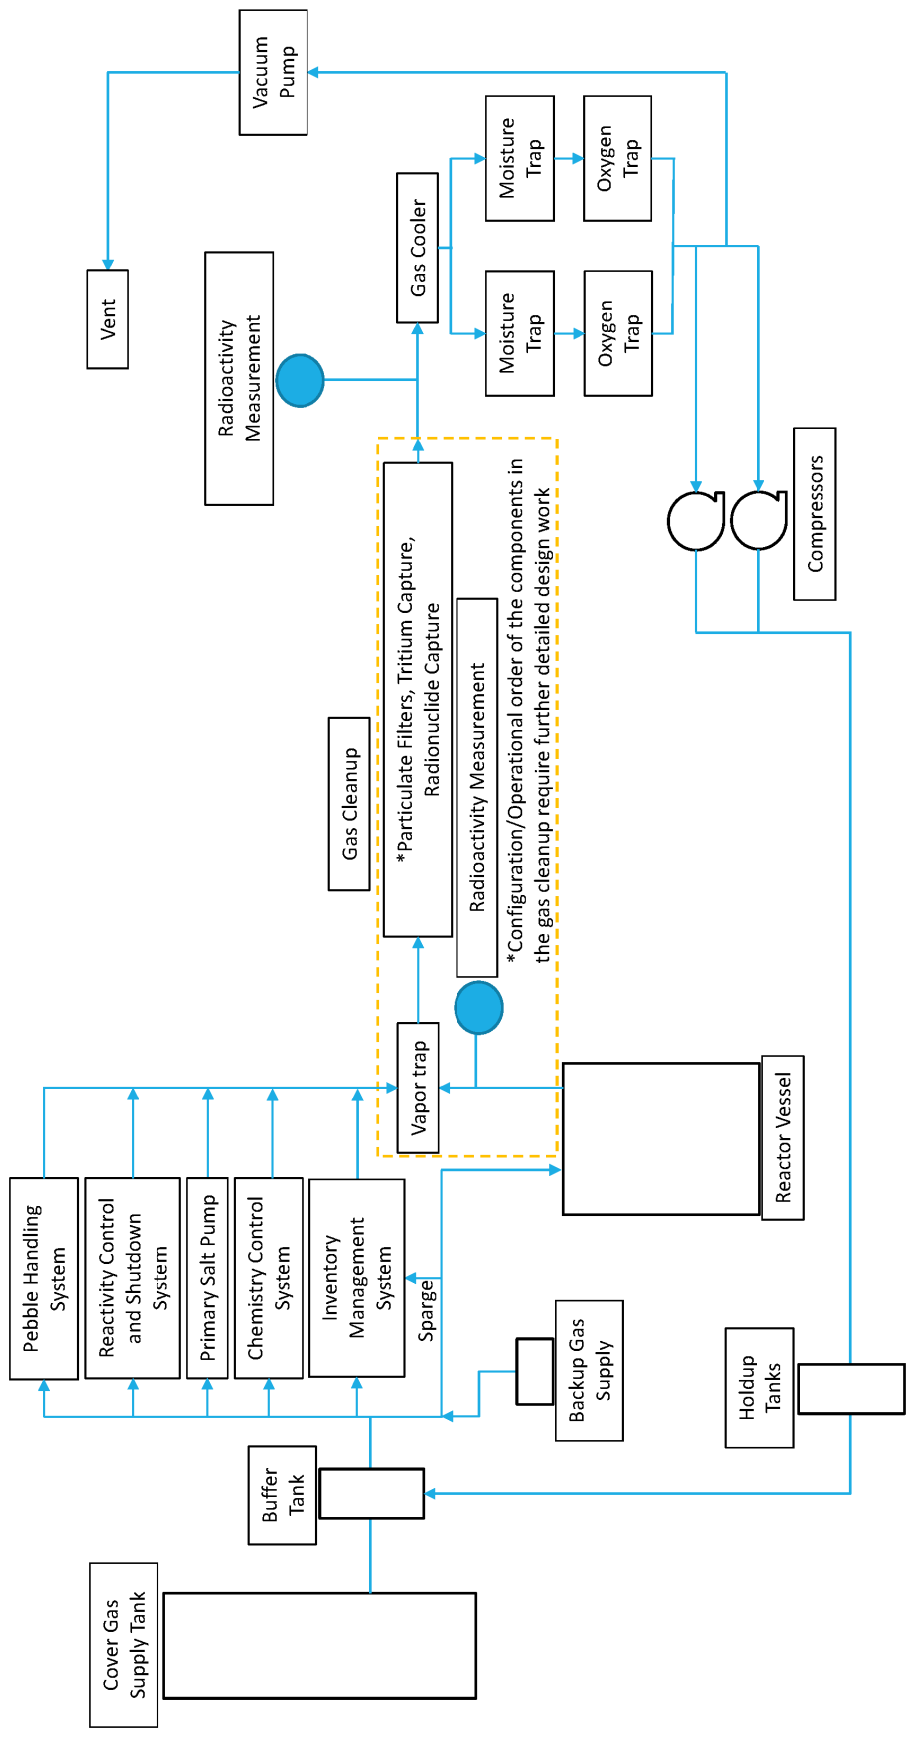 Cover Gas
Supply Tank
Buffer
Tank
Pebble Handling
System
Reactivity Control
and Shutdown
System
Primary Salt Pump
Chemistry Control
System
Inventory
Management
System
Sparge
Backup Gas
Supply
Holdup
Tanks
Reactor Vessel
Vapor trap
Gas Cleanup
*Particulate Filters, Tritium Capture,
Radionuclide Capture
Radioactivity Measurement
*Configuration/Operational order of the components in
the gas cleanup require further detailed design work
Radioactivity
Measurement
Gas Cooler
Moisture
Trap
Oxygen
Trap
Moisture
Trap
Oxygen
Trap
Compressors
Vacuum
Pump
Vent